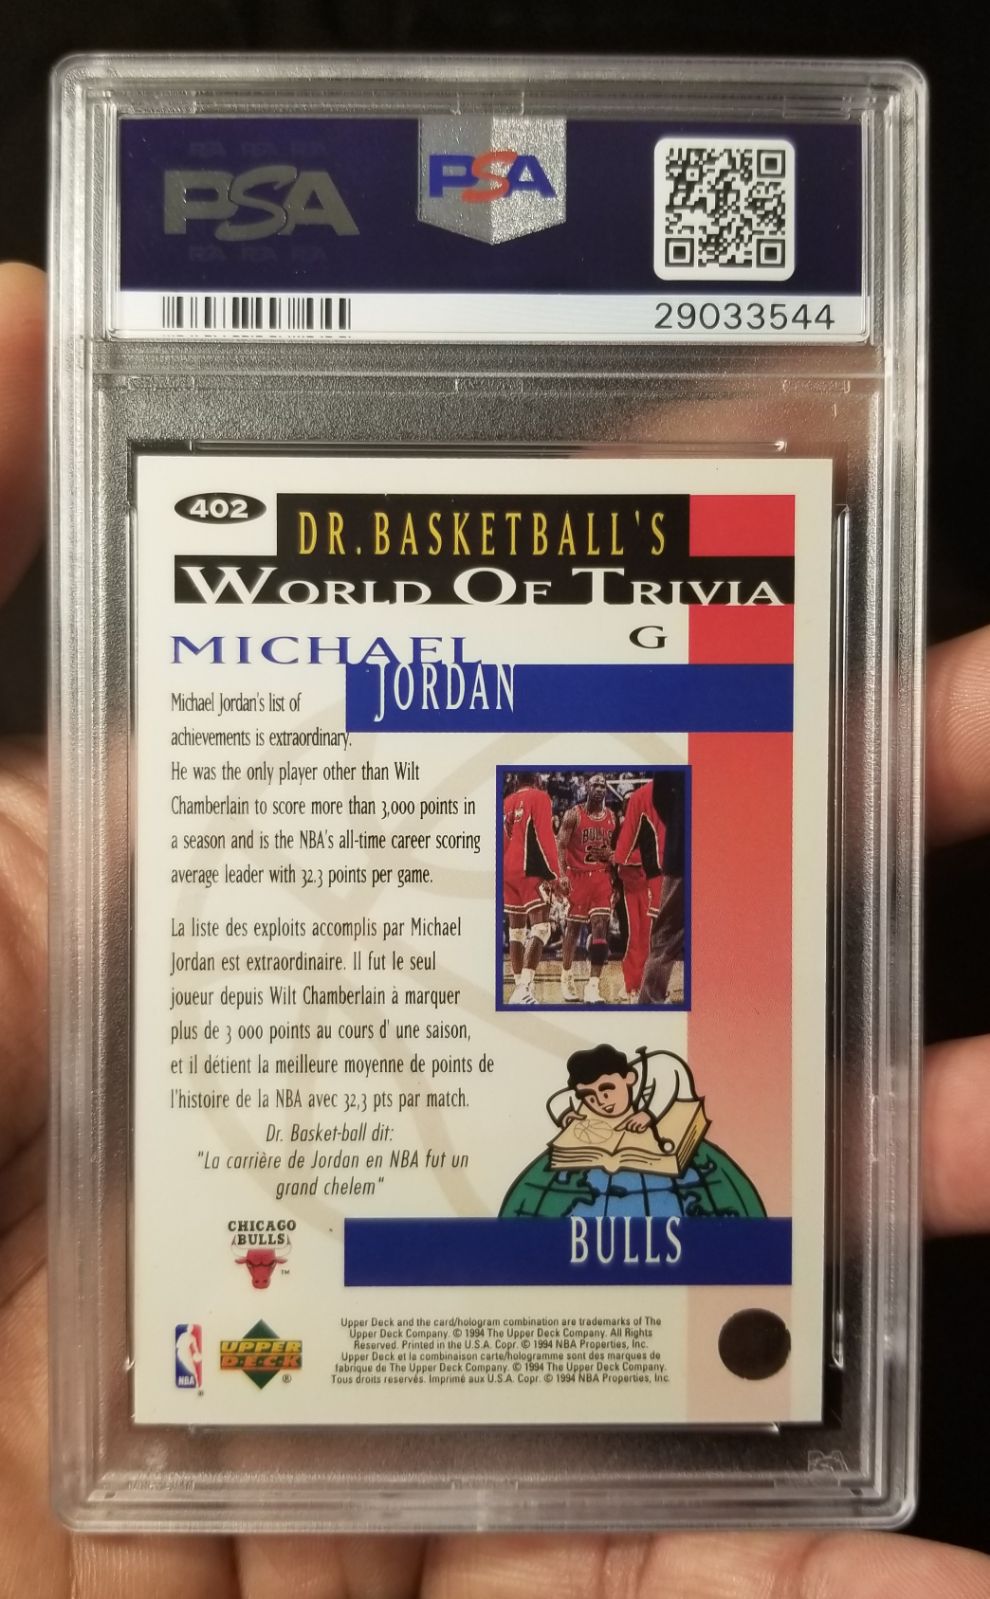 PSA
PSA
29033544
402
DR.BASKETBALL'S
WORLD OF TRIVIA
MICHAEL
G
JORDAN
Michael Jordan's list of
achievements is extraordinary.
He was the only player other than Wilt
Chamberlain to score more than 3,000 points in
a season and is the NBA's all-time career scoring
average leader with 32.3 points per game.
BULLS
La liste des exploits accomplis par Michael
Jordan est extraordinaire. Il fut le seul
joueur depuis Wilt Chamberlain à marquer
plus de 3 000 points au cours d' une saison,
et il détient la meilleure moyenne de points de
l'histoire de la NBA avec 32,3 pts par match.
Dr. Basket-ball dit:
"La carrière de Jordan en NBA fut un
grand chelem"
CHICAGO
BULLS
TM
BULLS
NBA
®
UPPER
DECK
®
Upper Deck and the card/hologram combination are trademarks of The
Upper Deck Company. © 1994 The Upper Deck Company. All Rights
Reserved. Printed in the U.S.A. Copr. © 1994 NBA Properties, Inc.
Upper Deck et la combinaison carte/hologramme sont des marques de
fabrique de The Upper Deck Company. © 1994 The Upper Deck Company.
Tous droits reservés. Imprimé aux U.S.A. Copr. © 1994 NBA Properties, Inc.